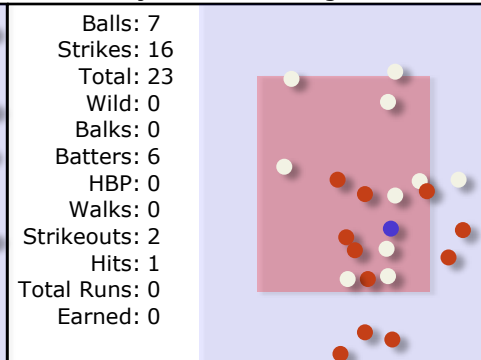 Balls: 7
Strikes: 16
Total: 23
Wild: 0
Balks: 0
Batters: 6
HBP: 0
Walks: 0
Strikeouts: 2
Hits: 1
Total Runs: 0
Earned: 0